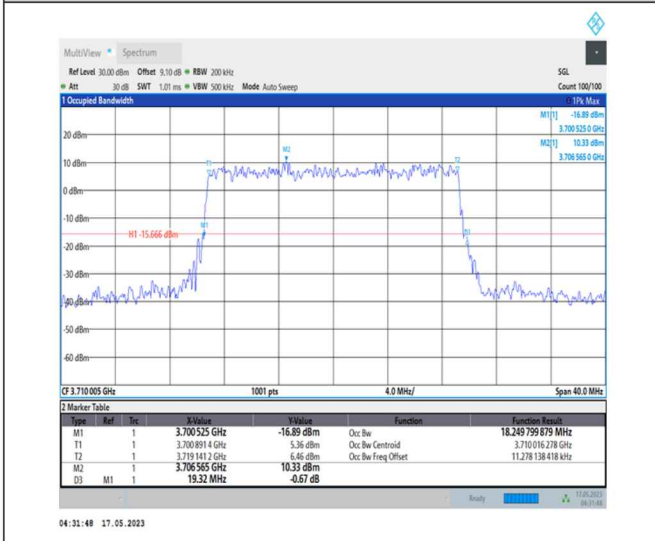 MultiView Spectrum
Ref Level 30.00 dBm Offset 9.10 dB RBW 200 kHz SGL
Att 30 dB SWT 1.01 ms VBW 500 kHz Mode Auto Sweep Count 100/100
1 Occupied Bandwidth 1Pk Max
M1[1] -16.89 dBm
3.700 525 0 GHz
M2[1] 10.33 dBm
3.706 565 0 GHz
20 dBm
M2
T1 T2
10 dBm
0 dBm
-10 dBm
M1
H1 -15.666 dBm
-20 dBm
-30 dBm
-40 dBm
-50 dBm
-60 dBm
CF 3.710 005 GHz 1001 pts 4.0 MHz/ Span 40.0 MHz
2 Marker Table
Type Ref Trc X-Value Y-Value Function Function Result
M1 1 3.700 525 GHz -16.89 dBm Occ Bw 18.249 799 879 MHz
T1 1 3.700 891 4 GHz 5.36 dBm Occ Bw Centroid 3.710 016 278 GHz
T2 1 3.719 141 2 GHz 6.46 dBm Occ Bw Freq Offset 11.278 138 418 kHz
M2 1 3.706 565 GHz 10.33 dBm
D3 M1 1 19.32 MHz -0.67 dB
Ready 17.05.2023
04:31:48
04:31:48 17.05.2023